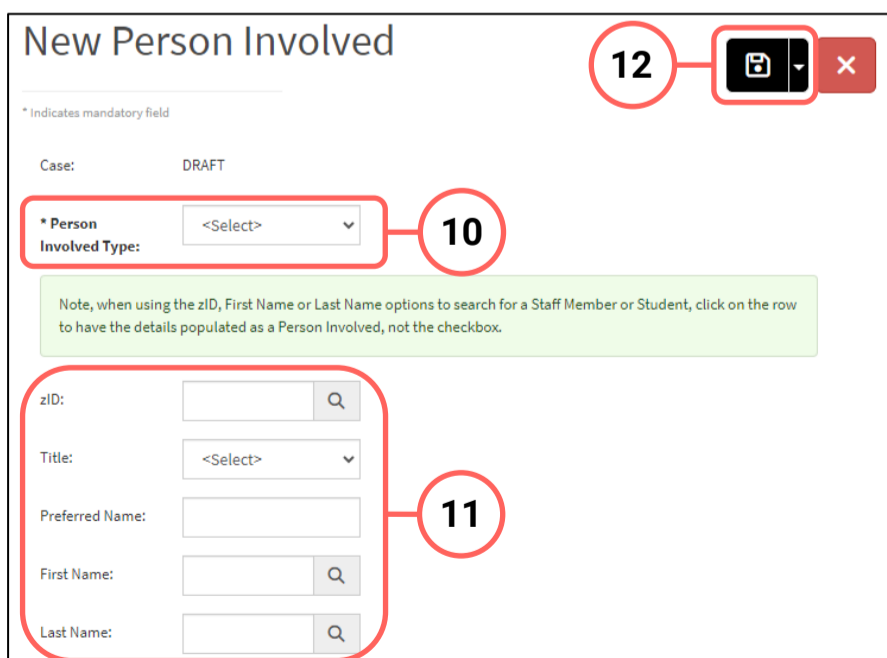 New Person Involved
12
* Indicates mandatory field
Case: DRAFT
* Person
Involved Type:
<Select>
10
Note, when using the zID, First Name or Last Name options to search for a Staff Member or Student, click on the row
to have the details populated as a Person Involved, not the checkbox.
zID:
Title: <Select>
Preferred Name:
11
First Name:
Last Name: